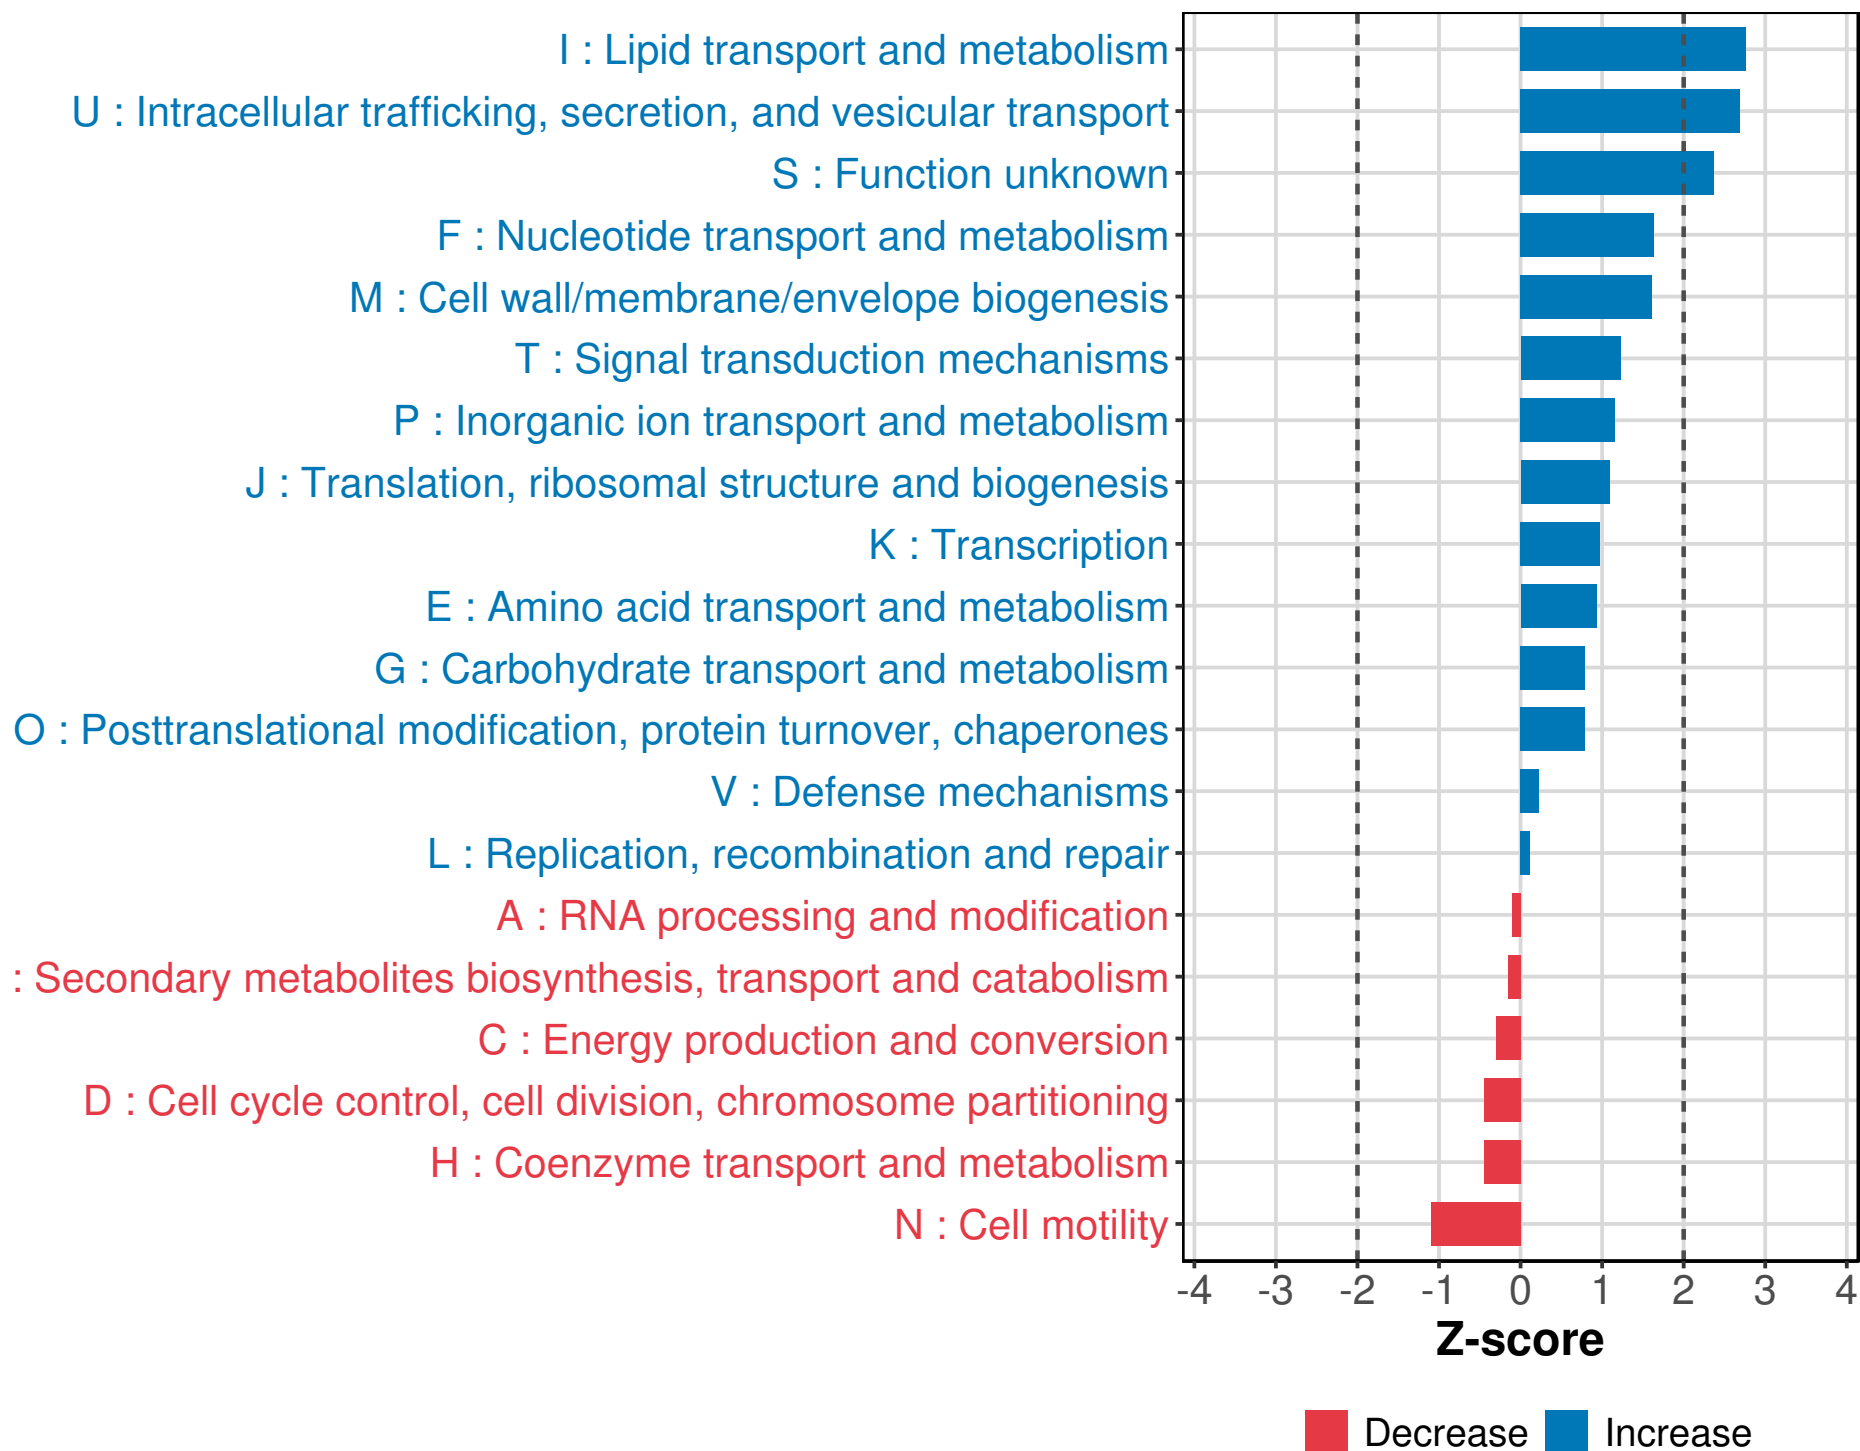 I : Lipid transport and metabolism
U : Intracellular trafficking, secretion, and vesicular transport
S : Function unknown
F : Nucleotide transport and metabolism
M : Cell wall/membrane/envelope biogenesis
T : Signal transduction mechanisms
P : Inorganic ion transport and metabolism
J : Translation, ribosomal structure and biogenesis
K : Transcription
E : Amino acid transport and metabolism
G : Carbohydrate transport and metabolism
O : Posttranslational modification, protein turnover, chaperones
V : Defense mechanisms
L : Replication, recombination and repair
A : RNA processing and modification
: Secondary metabolites biosynthesis, transport and catabolism
C : Energy production and conversion
D : Cell cycle control, cell division, chromosome partitioning
H : Coenzyme transport and metabolism
N : Cell motility
-4 -3 -2 -1 0 1 2 3 4
Z-score
Decrease Increase